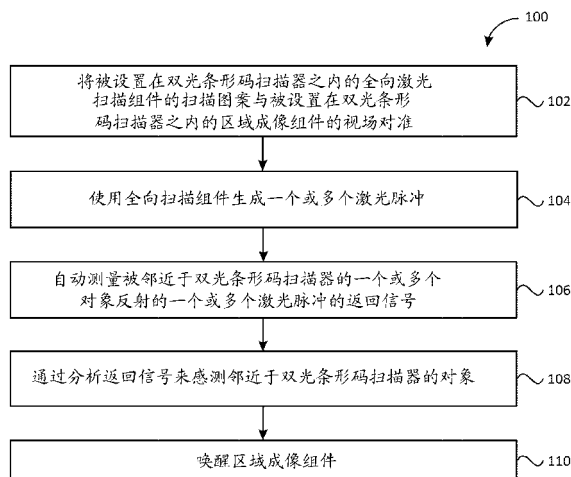 100
将被设置在双光条形码扫描器之内的全向激光
扫描组件的扫描图案与被设置在双光条形
码扫描器之内的区域成像组件的视场对准
102
使用全向扫描组件生成一个或多个激光脉冲
104
自动测量被邻近于双光条形码扫描器的一个或多个
对象反射的一个或多个激光脉冲的返回信号
106
通过分析返回信号来感测邻近于双光条形码扫描器的对象
108
唤醒区域成像组件
110